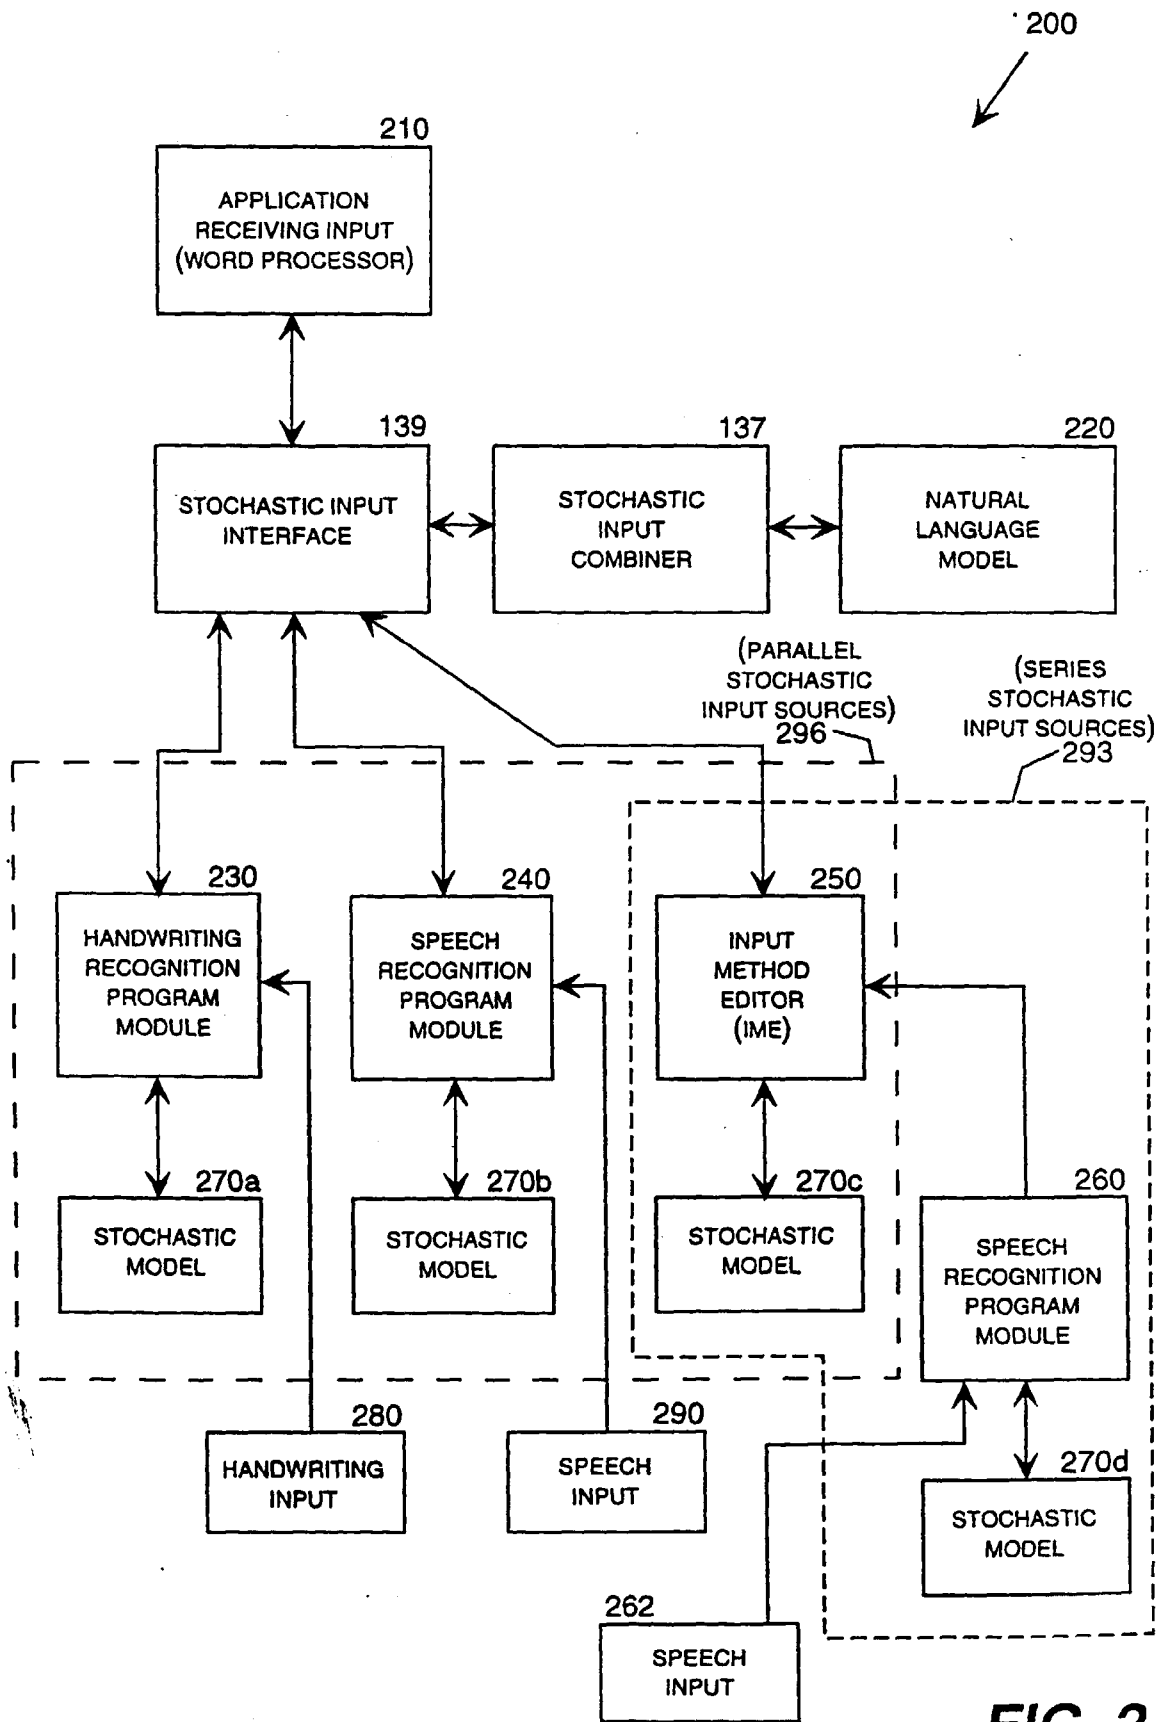 200
210
APPLICATION
RECEIVING INPUT
(WORD PROCESSOR)
139
STOCHASTIC INPUT
INTERFACE
137
STOCHASTIC
INPUT
COMBINER
220
NATURAL
LANGUAGE
MODEL
(PARALLEL
STOCHASTIC
INPUT SOURCES)
296
(SERIES
STOCHASTIC
INPUT SOURCES)
293
230
HANDWRITING
RECOGNITION
PROGRAM
MODULE
240
SPEECH
RECOGNITION
PROGRAM
MODULE
250
INPUT
METHOD
EDITOR
(IME)
270a
STOCHASTIC
MODEL
270b
STOCHASTIC
MODEL
270c
STOCHASTIC
MODEL
260
SPEECH
RECOGNITION
PROGRAM
MODULE
280
HANDWRITING
INPUT
290
SPEECH
INPUT
270d
STOCHASTIC
MODEL
262
SPEECH
INPUT
FIG. 2